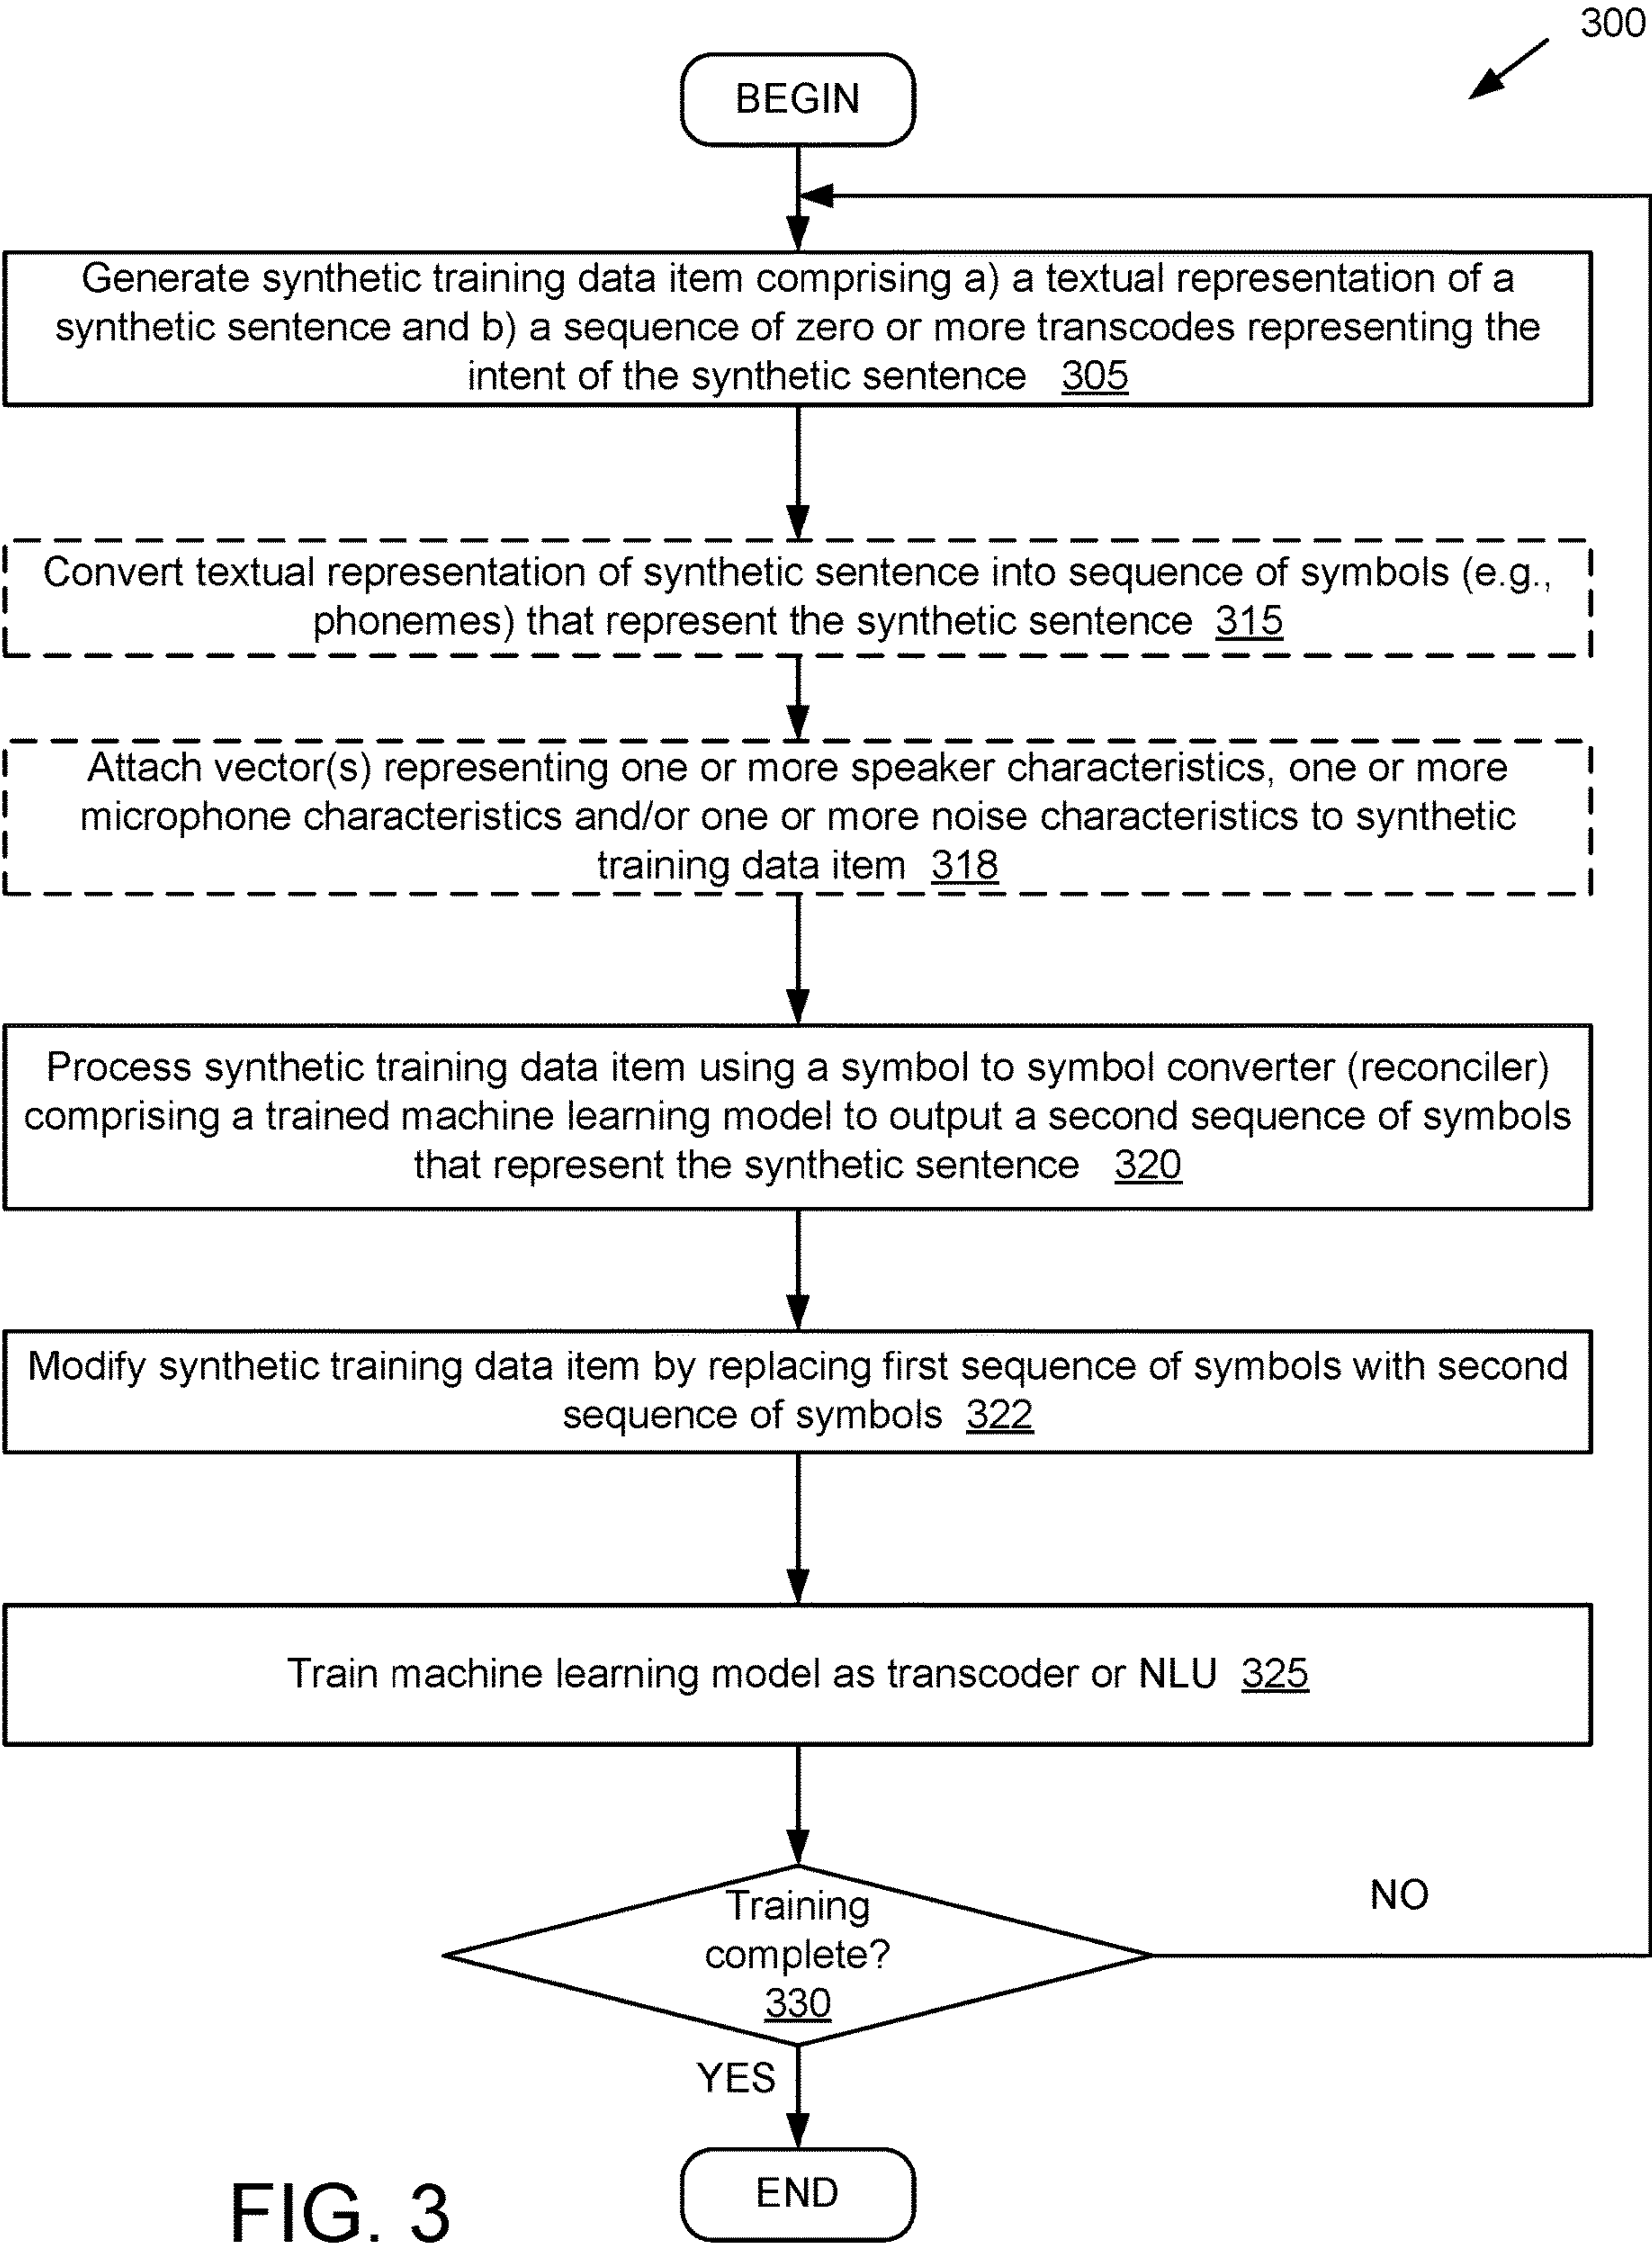 300
BEGIN
Generate synthetic training data item comprising a) a textual representation of a
synthetic sentence and b) a sequence of zero or more transcodes representing the
intent of the synthetic sentence 305
Convert textual representation of synthetic sentence into sequence of symbols (e.g.,
phonemes) that represent the synthetic sentence 315
Attach vector(s) representing one or more speaker characteristics, one or more
microphone characteristics and/or one or more noise characteristics to synthetic
training data item 318
Process synthetic training data item using a symbol to symbol converter (reconciler)
comprising a trained machine learning model to output a second sequence of symbols
that represent the synthetic sentence 320
Modify synthetic training data item by replacing first sequence of symbols with second
sequence of symbols 322
Train machine learning model as transcoder or NLU 325
Training
complete?
330
NO
YES
END
FIG. 3